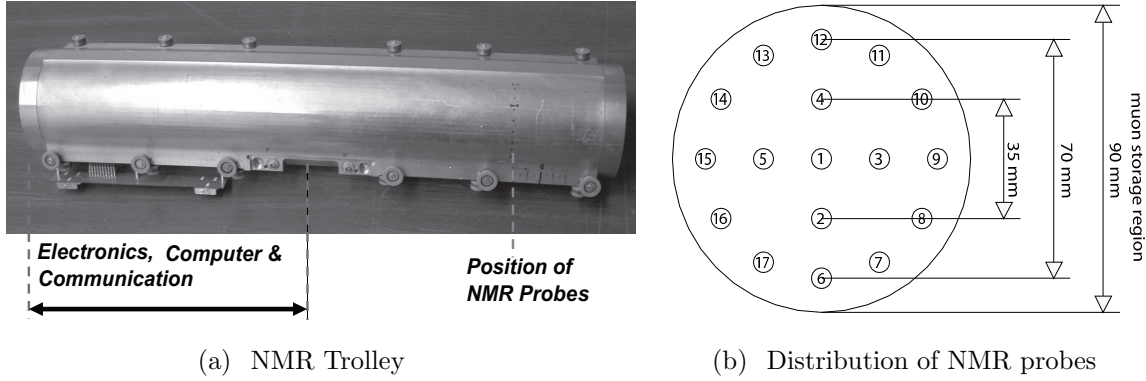 Electronics, Computer &
Communication
Position of
NMR Probes
(a) NMR Trolley
12
13
11
14
4
10
15
5
1
3
9
16
2
8
17
7
6
35 mm
70 mm
90 mm
muon storage region
(b) Distribution of NMR probes